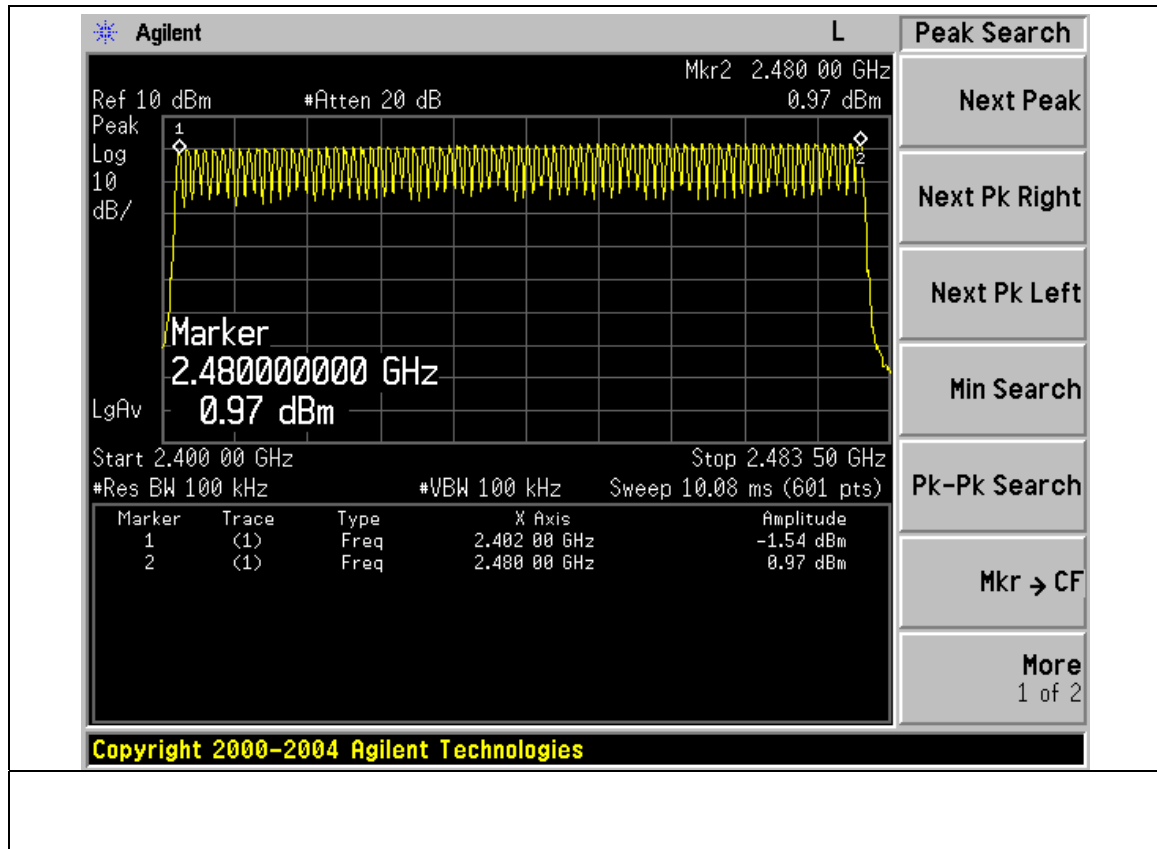 Agilent L Peak Search
Mkr2 2.480 00 GHz
Ref 10 dBm #Atten 20 dB 0.97 dBm
Peak
Log
10
dB/
1
2
Marker
2.480000000 GHz
0.97 dBm
LgAv
Start 2.400 00 GHz Stop 2.483 50 GHz
#Res BW 100 kHz #VBW 100 kHz Sweep 10.08 ms (601 pts)
Marker Trace Type X Axis Amplitude
1 (1) Freq 2.402 00 GHz -1.54 dBm
2 (1) Freq 2.480 00 GHz 0.97 dBm
Next Peak
Next Pk Right
Next Pk Left
Min Search
Pk-Pk Search
Mkr → CF
More
1 of 2
Copyright 2000-2004 Agilent Technologies